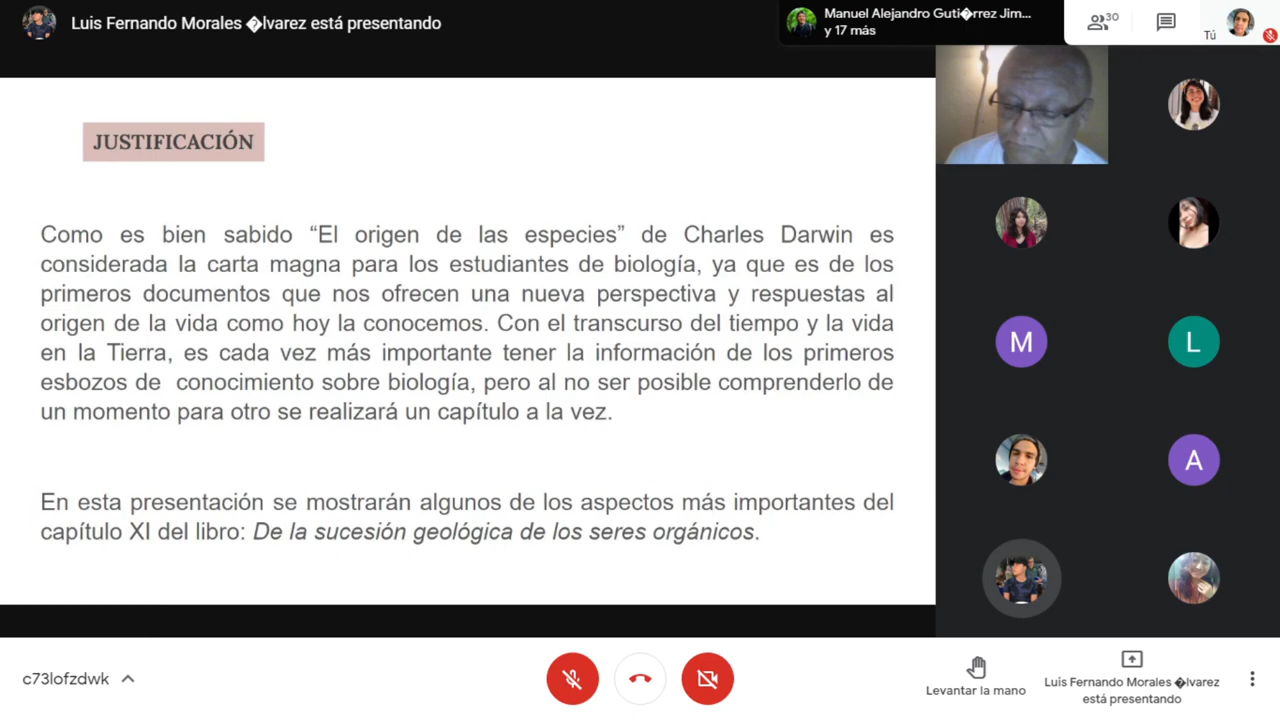 Luis Fernando Morales �lvarez está presentando
Manuel Alejandro Guti�rrez Jim...
y 17 más
30
Tú
JUSTIFICACIÓN
Como es bien sabido “El origen de las especies” de Charles Darwin es
considerada la carta magna para los estudiantes de biología, ya que es de los
primeros documentos que nos ofrecen una nueva perspectiva y respuestas al
origen de la vida como hoy la conocemos. Con el transcurso del tiempo y la vida
en la Tierra, es cada vez más importante tener la información de los primeros
esbozos de conocimiento sobre biología, pero al no ser posible comprenderlo de
un momento para otro se realizará un capítulo a la vez.
En esta presentación se mostrarán algunos de los aspectos más importantes del
capítulo XI del libro: De la sucesión geológica de los seres orgánicos.
M
L
A
c73lofzdwk
Levantar la mano
Luis Fernando Morales �lvarez
está presentando